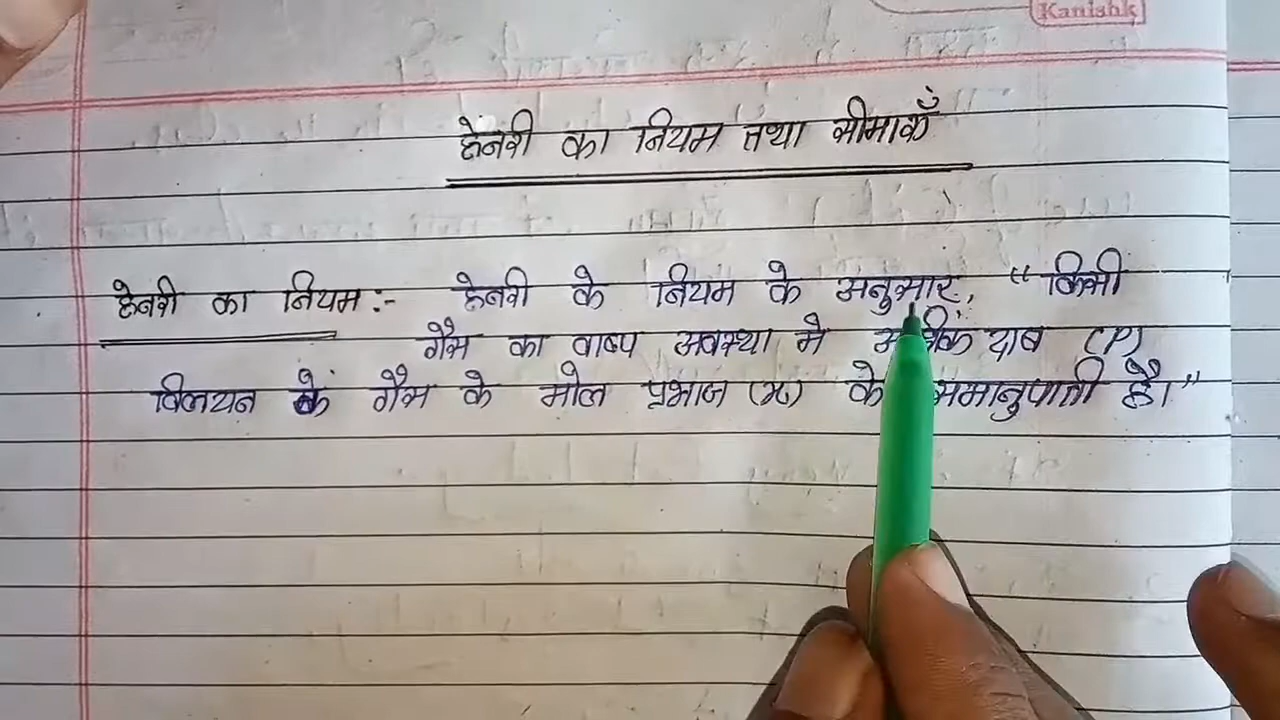 Kanishk
हेनरी का नियम तथा सीमाएँ
हेनरी का नियम :- हेनरी के नियम के अनुसार, “ किसी
गैस का वाष्प अवस्था मे आंशिक दाब (P)
विलयन के गैस के मोल प्रभाज (x) के समानुपाती है।”